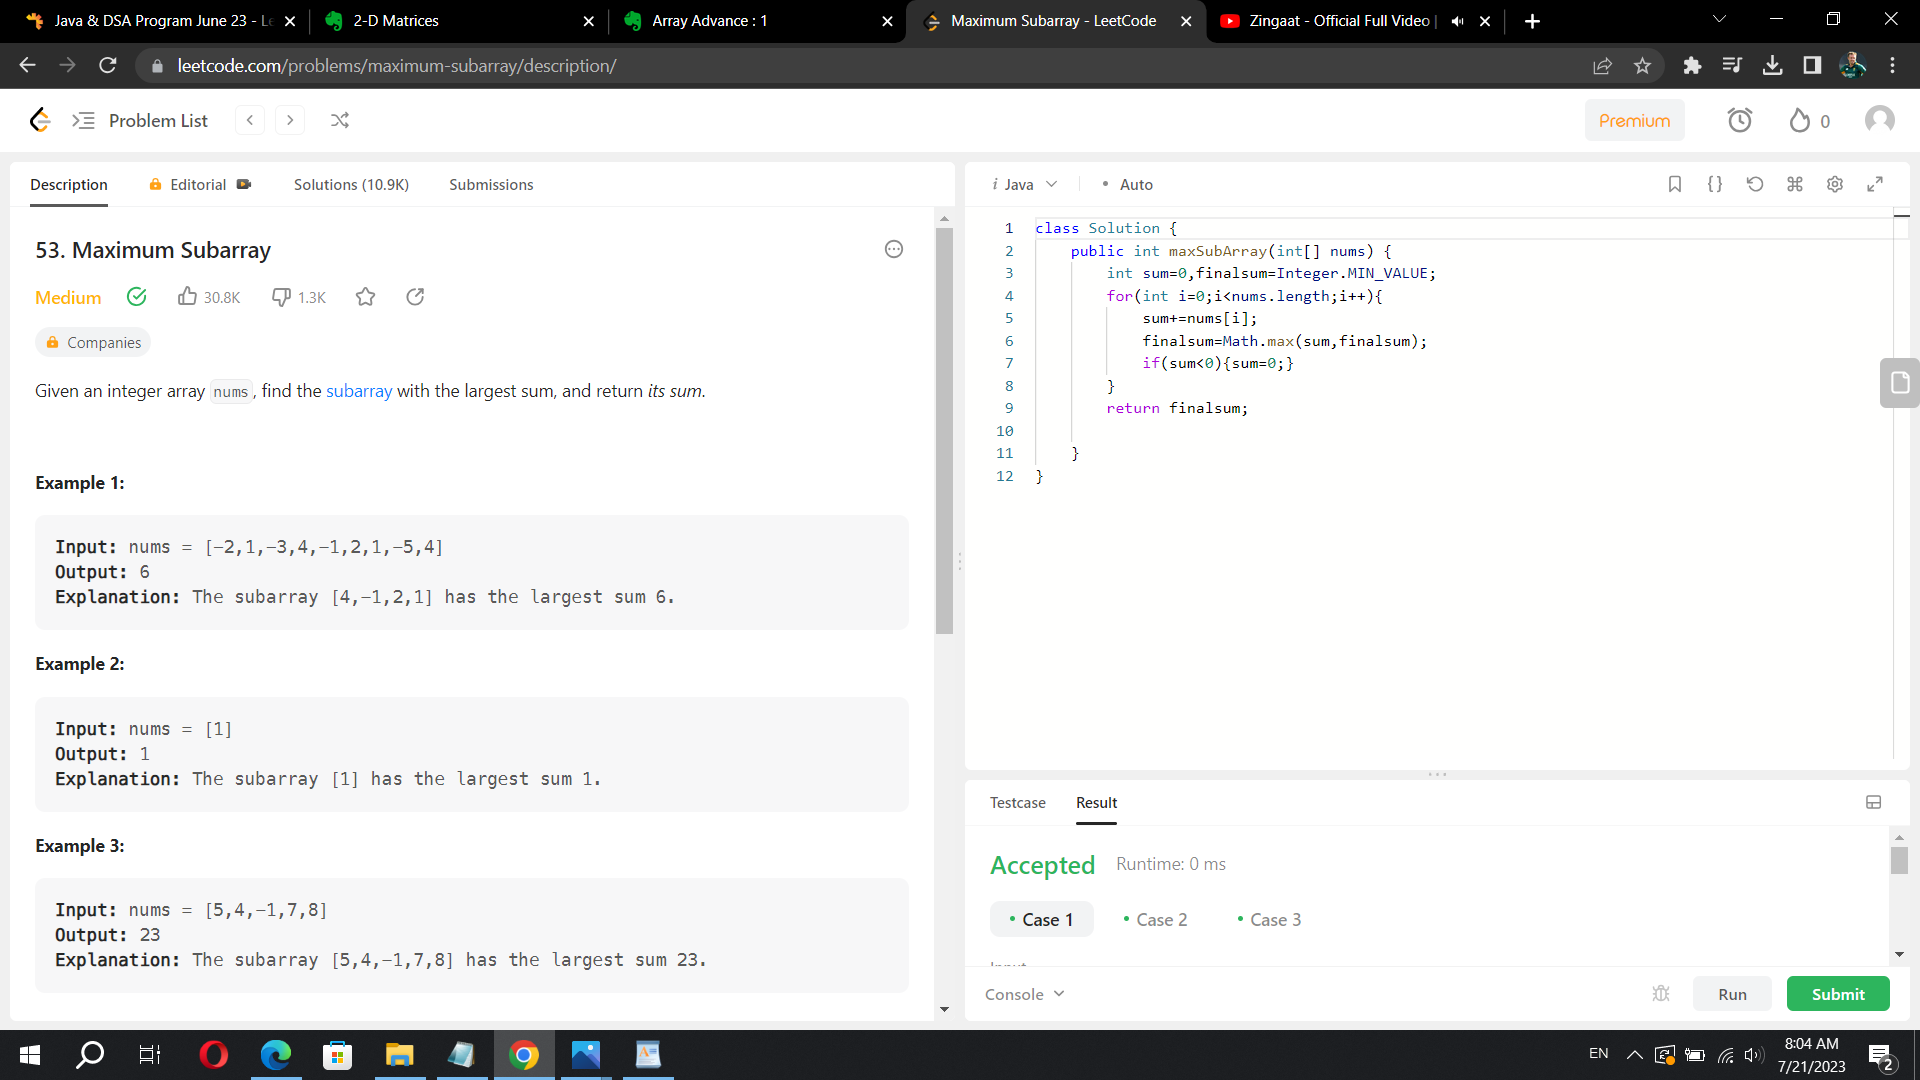 Java & DSA Program June 23 - Le
2-D Matrices
Array Advance : 1
Maximum Subarray - LeetCode
Zingaat - Official Full Video |
leetcode.com/problems/maximum-subarray/description/
Problem List
Premium
0
Description
Editorial
Solutions (10.9K)
Submissions
53. Maximum Subarray
Medium
30.8K
1.3K
Companies
Given an integer array nums, find the subarray with the largest sum, and return its sum.
Example 1:
Input: nums = [-2,1,-3,4,-1,2,1,-5,4]
Output: 6
Explanation: The subarray [4,-1,2,1] has the largest sum 6.
Example 2:
Input: nums = [1]
Output: 1
Explanation: The subarray [1] has the largest sum 1.
Example 3:
Input: nums = [5,4,-1,7,8]
Output: 23
Explanation: The subarray [5,4,-1,7,8] has the largest sum 23.
i Java
• Auto
1 class Solution {
2 public int maxSubArray(int[] nums) {
3 int sum=0,finalsum=Integer.MIN_VALUE;
4 for(int i=0;i<nums.length;i++){
5 sum+=nums[i];
6 finalsum=Math.max(sum,finalsum);
7 if(sum<0){sum=0;}
8 }
9 return finalsum;
10
11 }
12 }
Testcase
Result
Accepted
Runtime: 0 ms
• Case 1
• Case 2
• Case 3
Console
Run
Submit
EN
8:04 AM
7/21/2023
2